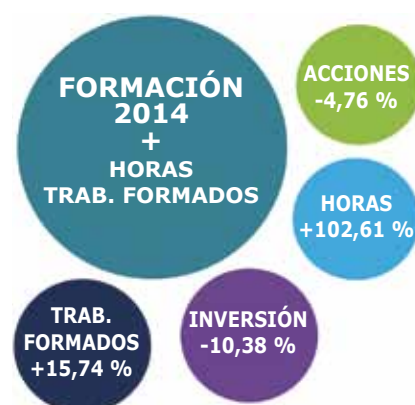 FORMACIÓN
2014
+
HORAS
TRAB. FORMADOS
ACCIONES
-4,76 %
HORAS
+102,61 %
TRAB.
FORMADOS
+15,74 %
INVERSIÓN
-10,38 %